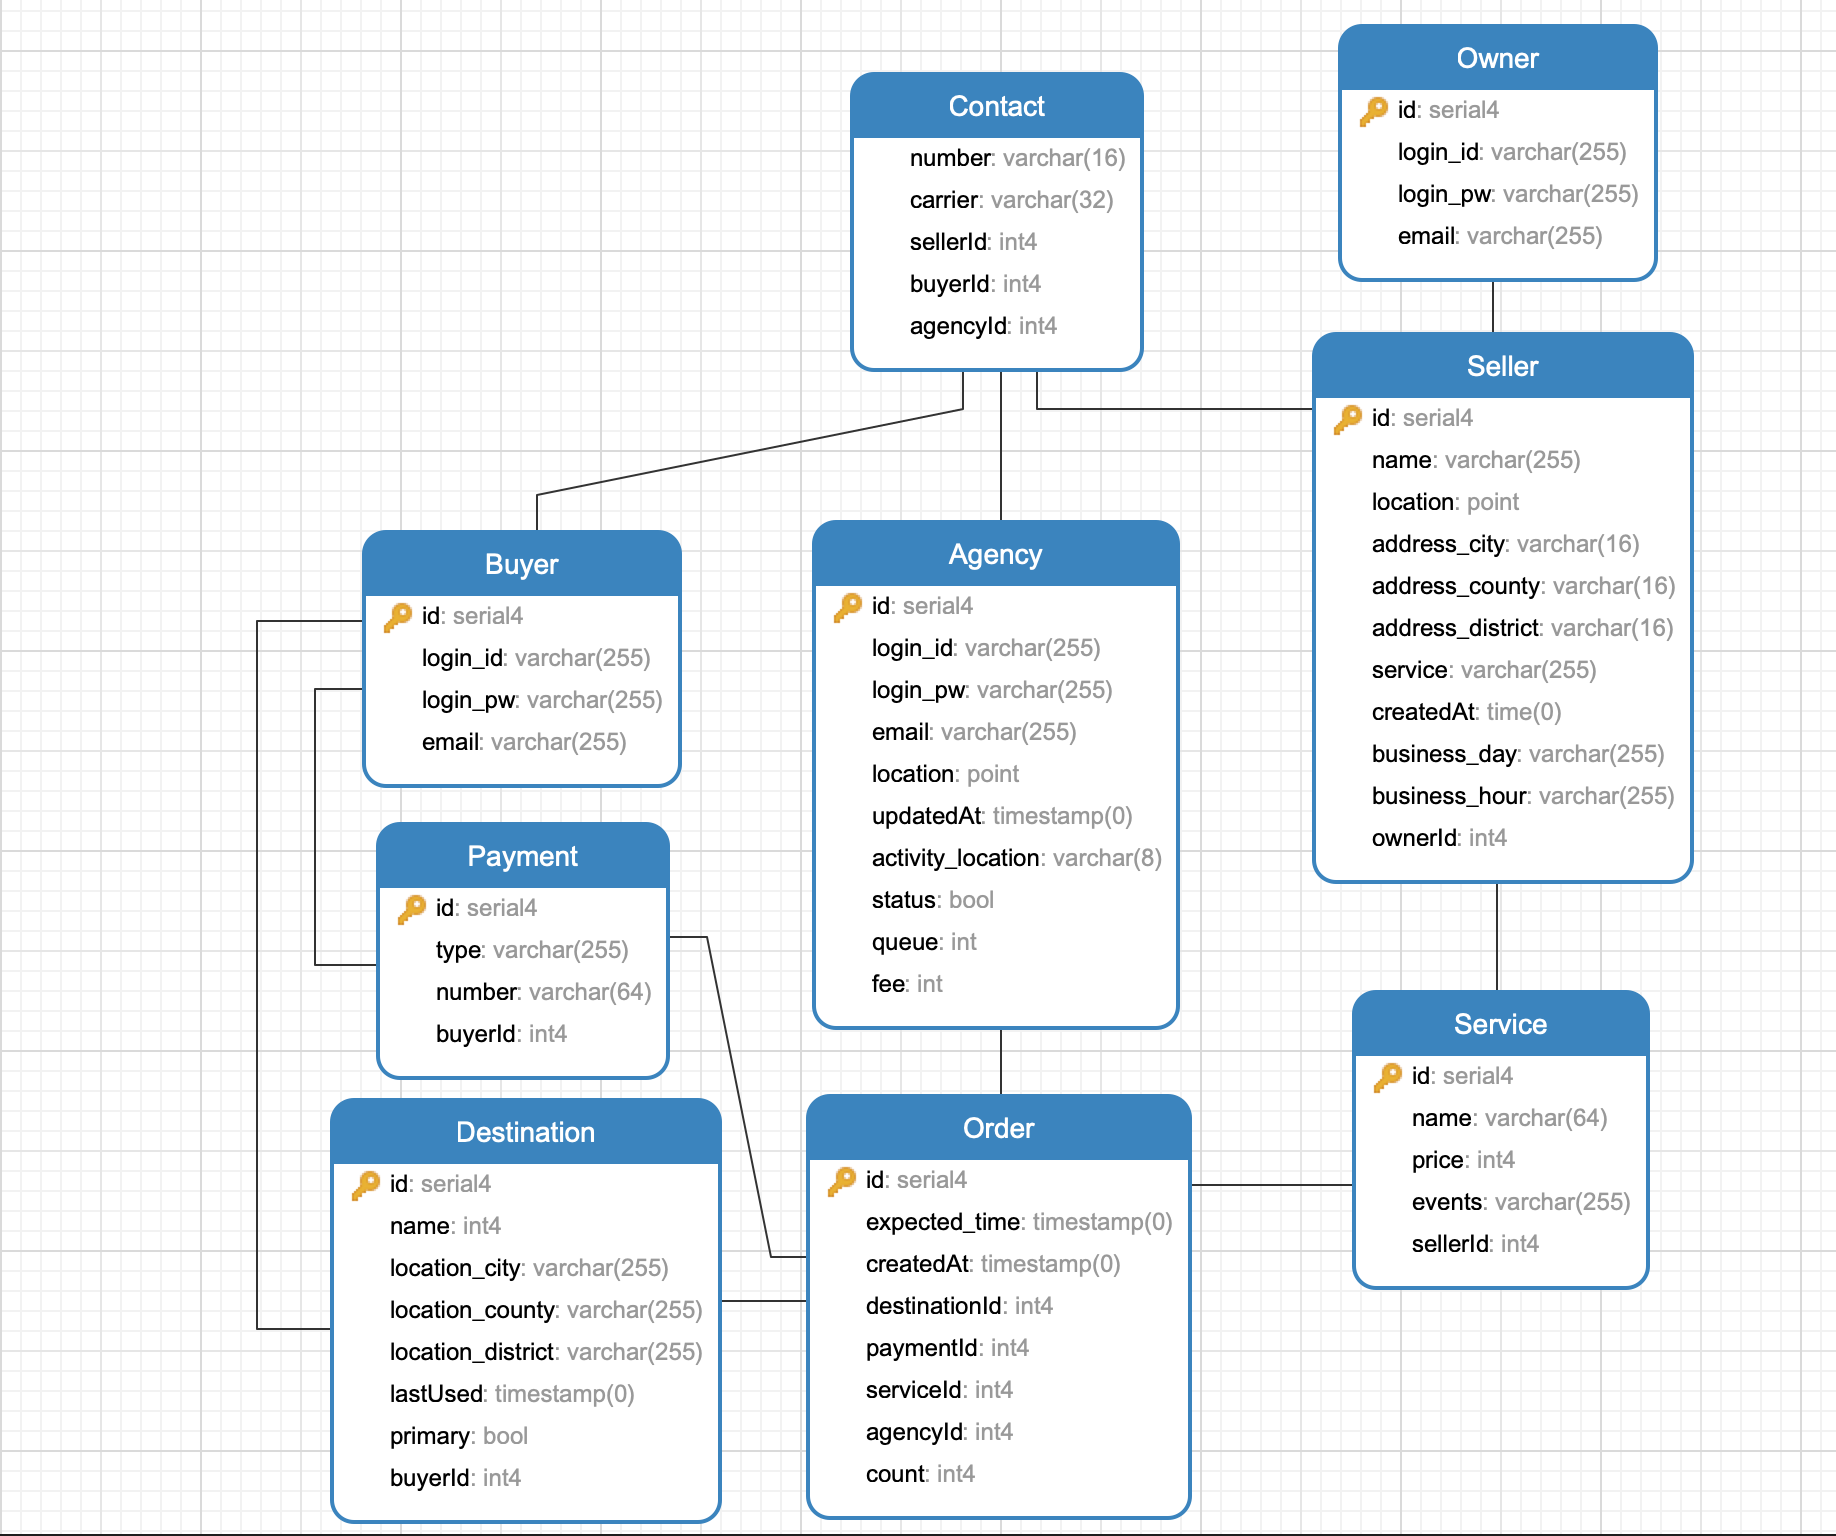 Owner
id: serial4
login_id: varchar(255)
login_pw: varchar(255)
email: varchar(255)
Contact
number: varchar(16)
carrier: varchar(32)
sellerId: int4
buyerId: int4
agencyId: int4
Seller
id: serial4
name: varchar(255)
location: point
address_city: varchar(16)
address_county: varchar(16)
address_district: varchar(16)
service: varchar(255)
createdAt: time(0)
business_day: varchar(255)
business_hour: varchar(255)
ownerId: int4
Buyer
id: serial4
login_id: varchar(255)
login_pw: varchar(255)
email: varchar(255)
Agency
id: serial4
login_id: varchar(255)
login_pw: varchar(255)
email: varchar(255)
location: point
updatedAt: timestamp(0)
activity_location: varchar(8)
status: bool
queue: int
fee: int
Payment
id: serial4
type: varchar(255)
number: varchar(64)
buyerId: int4
Service
id: serial4
name: varchar(64)
price: int4
events: varchar(255)
sellerId: int4
Destination
id: serial4
name: int4
location_city: varchar(255)
location_county: varchar(255)
location_district: varchar(255)
lastUsed: timestamp(0)
primary: bool
buyerId: int4
Order
id: serial4
expected_time: timestamp(0)
createdAt: timestamp(0)
destinationId: int4
paymentId: int4
serviceId: int4
agencyId: int4
count: int4